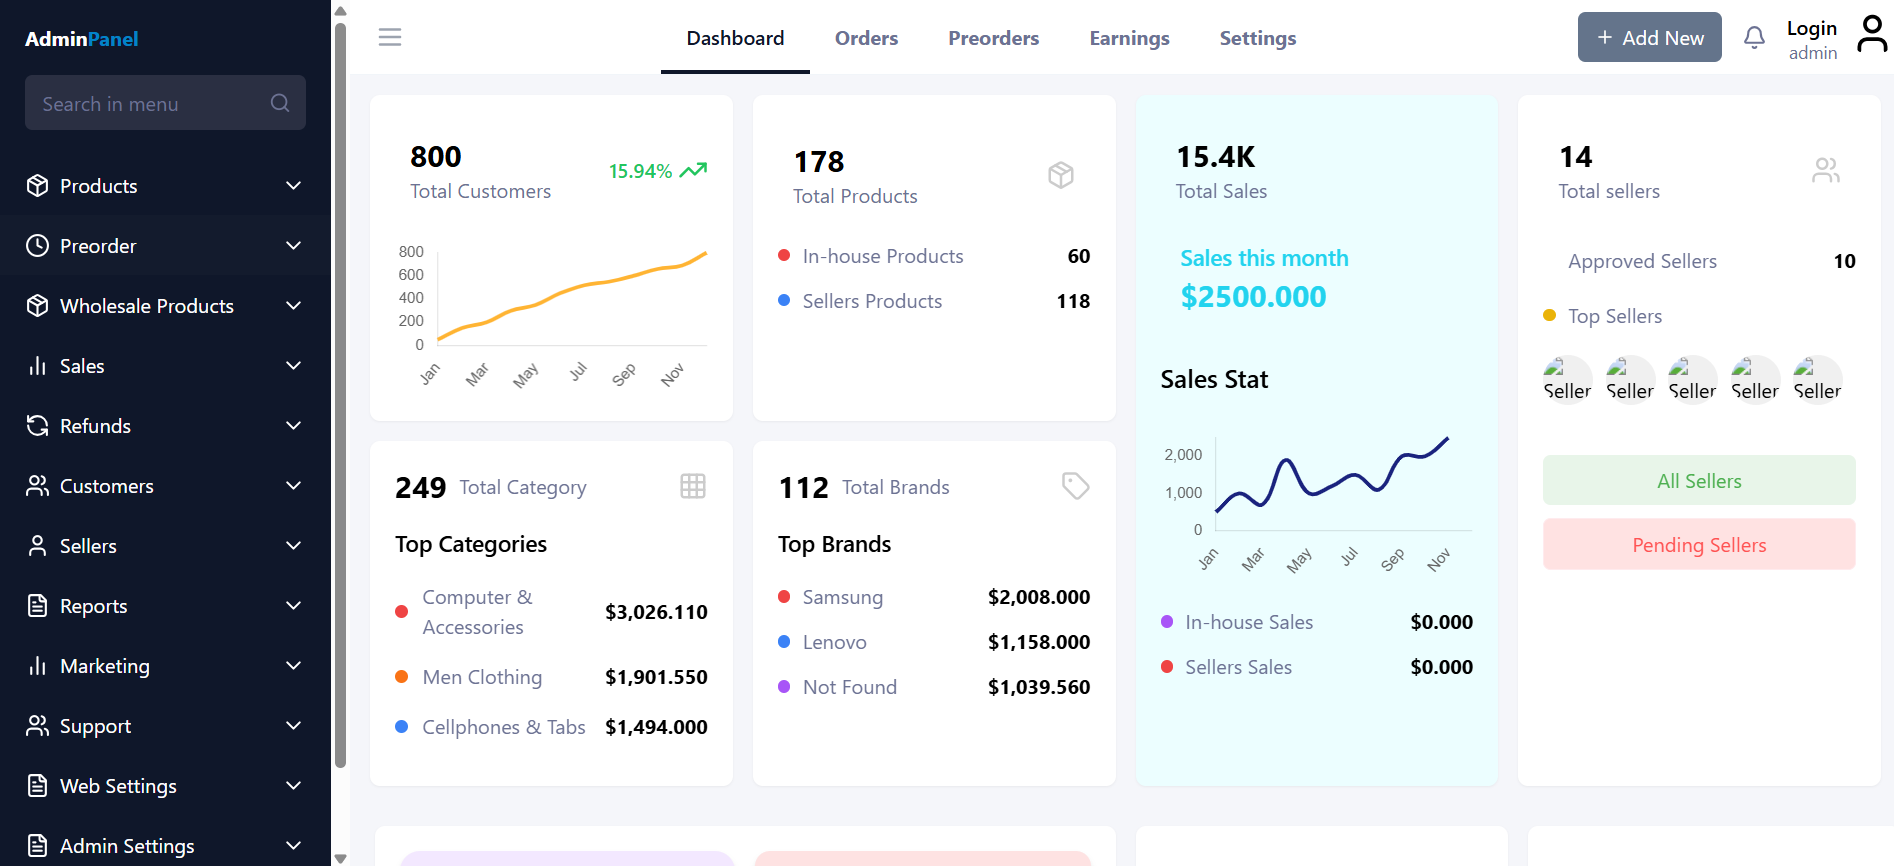 AdminPanel
Search in menu
Products
Preorder
Wholesale Products
Sales
Refunds
Customers
Sellers
Reports
Marketing
Support
Web Settings
Admin Settings
Dashboard
Orders
Preorders
Earnings
Settings
+ Add New
Login
admin
800
Total Customers
15.94%
800
600
400
200
0
Jan
Mar
May
Jul
Sep
Nov
178
Total Products
In-house Products 60
Sellers Products 118
15.4K
Total Sales
Sales this month
$2500.000
Sales Stat
2,000
1,000
0
Jan
Mar
May
Jul
Sep
Nov
In-house Sales $0.000
Sellers Sales $0.000
14
Total sellers
Approved Sellers 10
Top Sellers
Seller
Seller
Seller
Seller
Seller
All Sellers
Pending Sellers
249 Total Category
Top Categories
Computer &
Accessories
$3,026.110
Men Clothing $1,901.550
Cellphones & Tabs $1,494.000
112 Total Brands
Top Brands
Samsung $2,008.000
Lenovo $1,158.000
Not Found $1,039.560